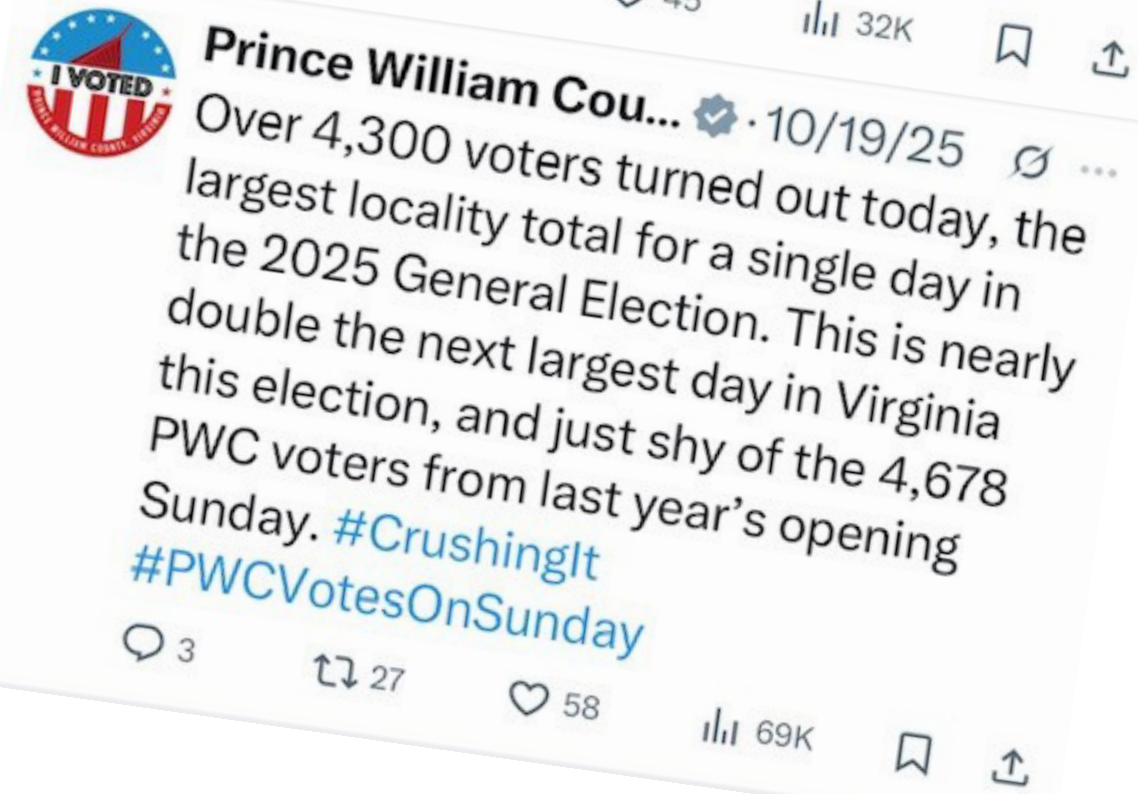 45 32K
I VOTED
PRINCE WILLIAM COUNTY, VIRGINIA
Prince William Cou... · 10/19/25 ...
Over 4,300 voters turned out today, the
largest locality total for a single day in
the 2025 General Election. This is nearly
double the next largest day in Virginia
this election, and just shy of the 4,678
PWC voters from last year’s opening
Sunday. #CrushingIt
#PWCVotesOnSunday
3 27 58 69K